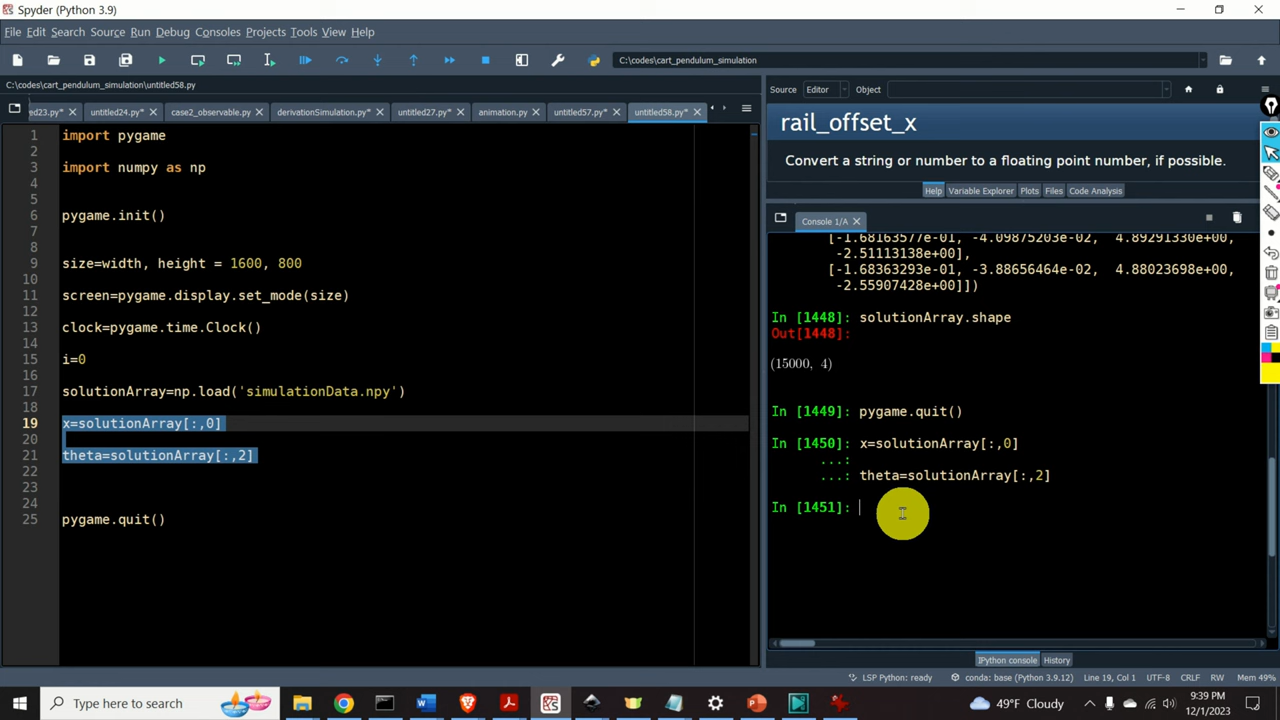 Spyder (Python 3.9)
File Edit Search Source Run Debug Consoles Projects Tools View Help
C:\codes\cart_pendulum_simulation
C:\codes\cart_pendulum_simulation\untitled58.py
ed23.py* untitled24.py* case2_observable.py derivationSimulation.py* untitled27.py* animation.py untitled57.py* untitled58.py*
1 import pygame
2
3 import numpy as np
4
5
6 pygame.init()
7
8
9 size=width, height = 1600, 800
10
11 screen=pygame.display.set_mode(size)
12
13 clock=pygame.time.Clock()
14
15 i=0
16
17 solutionArray=np.load('simulationData.npy')
18
19 x=solutionArray[:,0]
20
21 theta=solutionArray[:,2]
22
23
24
25 pygame.quit()
Source Editor Object
rail_offset_x
Convert a string or number to a floating point number, if possible.
Help Variable Explorer Plots Files Code Analysis
Console 1/A
[-1.68163577e-01, -4.09875203e-02, 4.89291330e+00,
-2.51113138e+00],
[-1.68363293e-01, -3.88656464e-02, 4.88023698e+00,
-2.55907428e+00]])
In [1448]: solutionArray.shape
Out[1448]:
(15000, 4)
In [1449]: pygame.quit()
In [1450]: x=solutionArray[:,0]
...:
...: theta=solutionArray[:,2]
In [1451]:
IPython console History
LSP Python: ready conda: base (Python 3.9.12) Line 19, Col 1 UTF-8 CRLF RW Mem 49%
Type here to search
49°F Cloudy
9:39 PM
12/1/2023